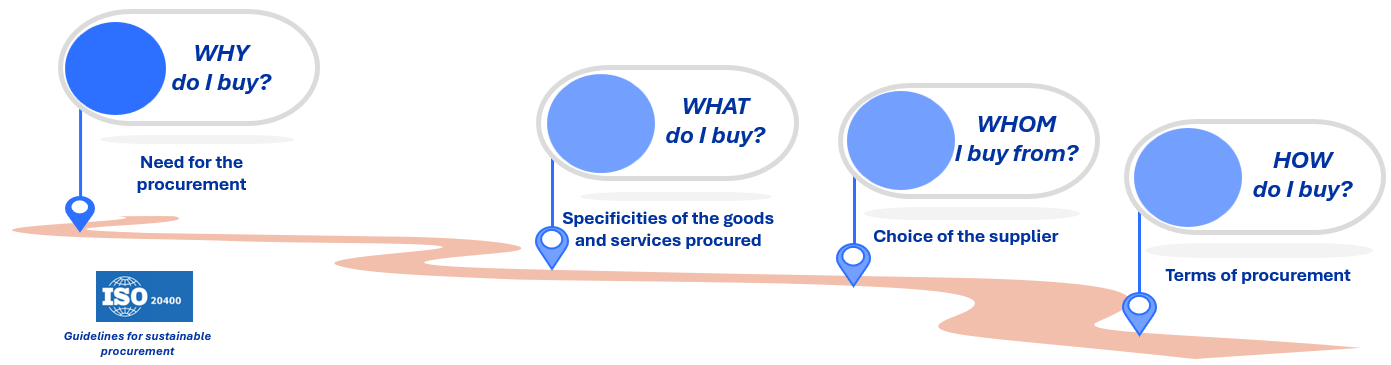 WHY
do I buy?
Need for the
procurement
WHAT
do I buy?
Specificities of the goods
and services procured
WHOM
I buy from?
Choice of the supplier
HOW
do I buy?
Terms of procurement
ISO 20400
Guidelines for sustainable
procurement